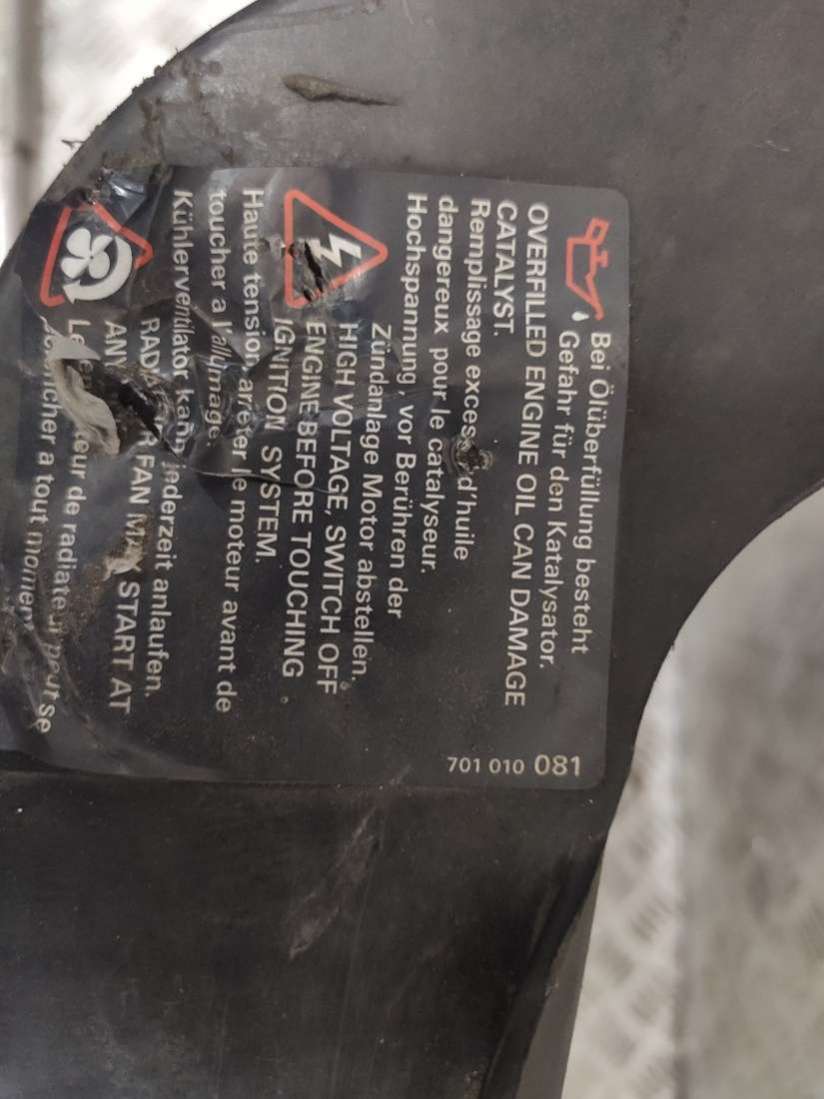 Bei Ölüberfüllung besteht
Gefahr für den Katalysator.
OVERFILLED ENGINE OIL CAN DAMAGE
CATALYST.
Remplissage d'huile
dangereux pour le catalyseur.
Hochspannung, vor Berühren der
Zündanlage Motor abstellen.
HIGH VOLTAGE, SWITCH OFF
ENGINE BEFORE TOUCHING
IGNITION SYSTEM.
Haute tension arreter le moteur avant de
toucher a l'allumage.
Kühlerventilator kann jederzeit anlaufen.
FAN MAY START AT
ANY
de radiateur peut se
a tout moment
701 010 081